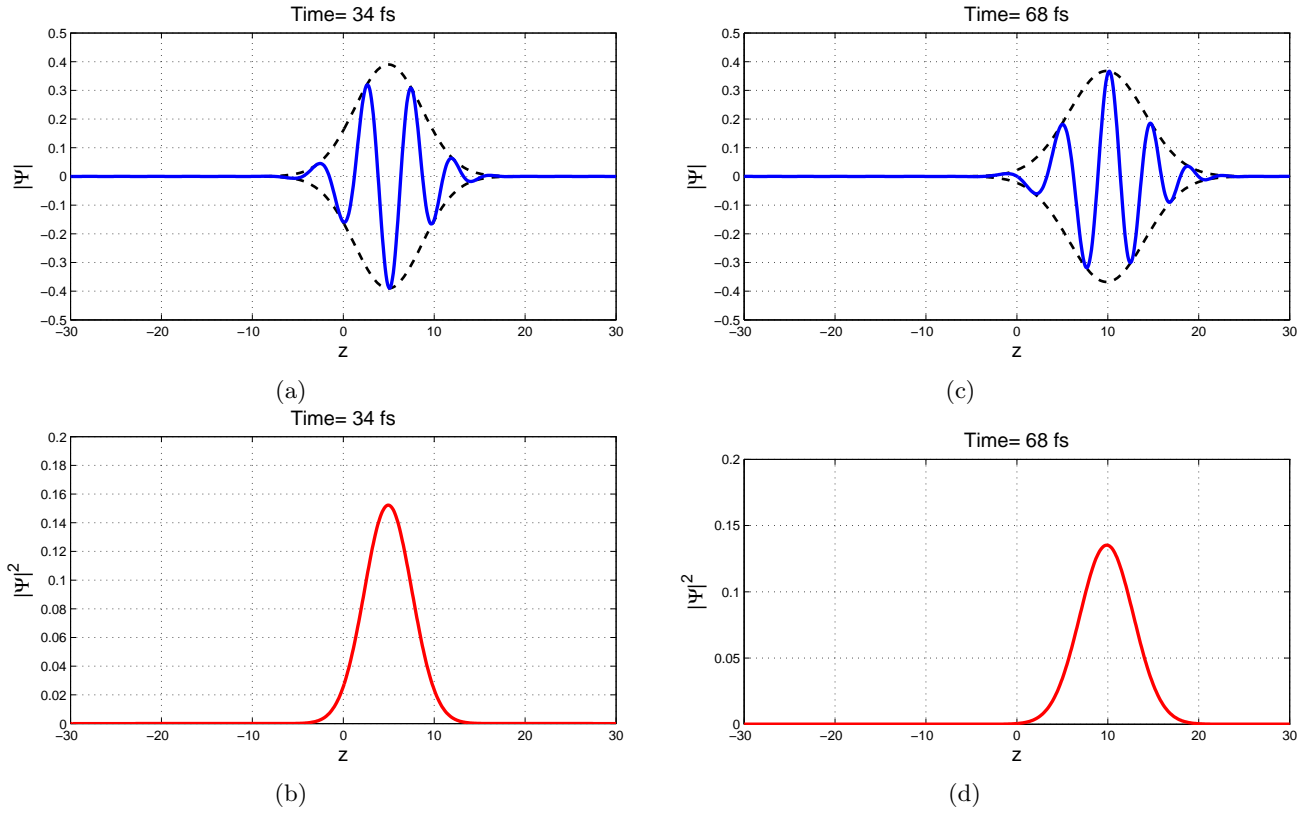 Time= 34 fs
0.5
0.4
0.3
0.2
0.1
0
−0.1
−0.2
−0.3
−0.4
−0.5
|Ψ|
−30 −20 −10 0 10 20 30
z
(a)
Time= 68 fs
0.5
0.4
0.3
0.2
0.1
0
−0.1
−0.2
−0.3
−0.4
−0.5
|Ψ|
−30 −20 −10 0 10 20 30
z
(c)
Time= 34 fs
0.2
0.18
0.16
0.14
0.12
0.1
0.08
0.06
0.04
0.02
0
|Ψ|²
−30 −20 −10 0 10 20 30
z
(b)
Time= 68 fs
0.2
0.15
0.1
0.05
0
|Ψ|²
−30 −20 −10 0 10 20 30
z
(d)